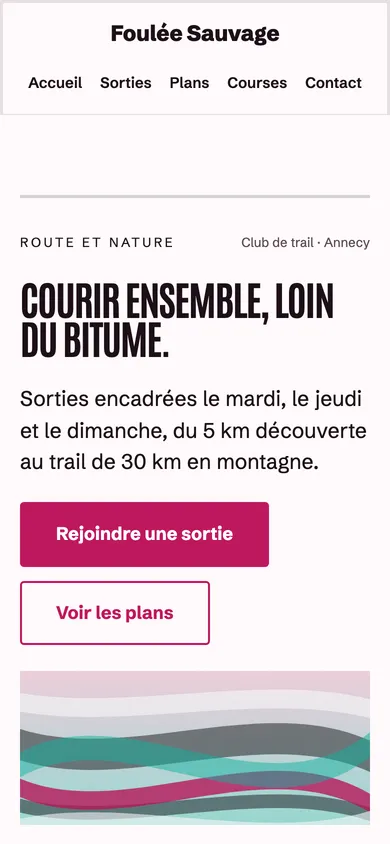 Foulée Sauvage
Accueil Sorties Plans Courses Contact
ROUTE ET NATURE
Club de trail · Annecy
COURIR ENSEMBLE, LOIN
DU BITUME.
Sorties encadrées le mardi, le jeudi
et le dimanche, du 5 km découverte
au trail de 30 km en montagne.
Rejoindre une sortie
Voir les plans